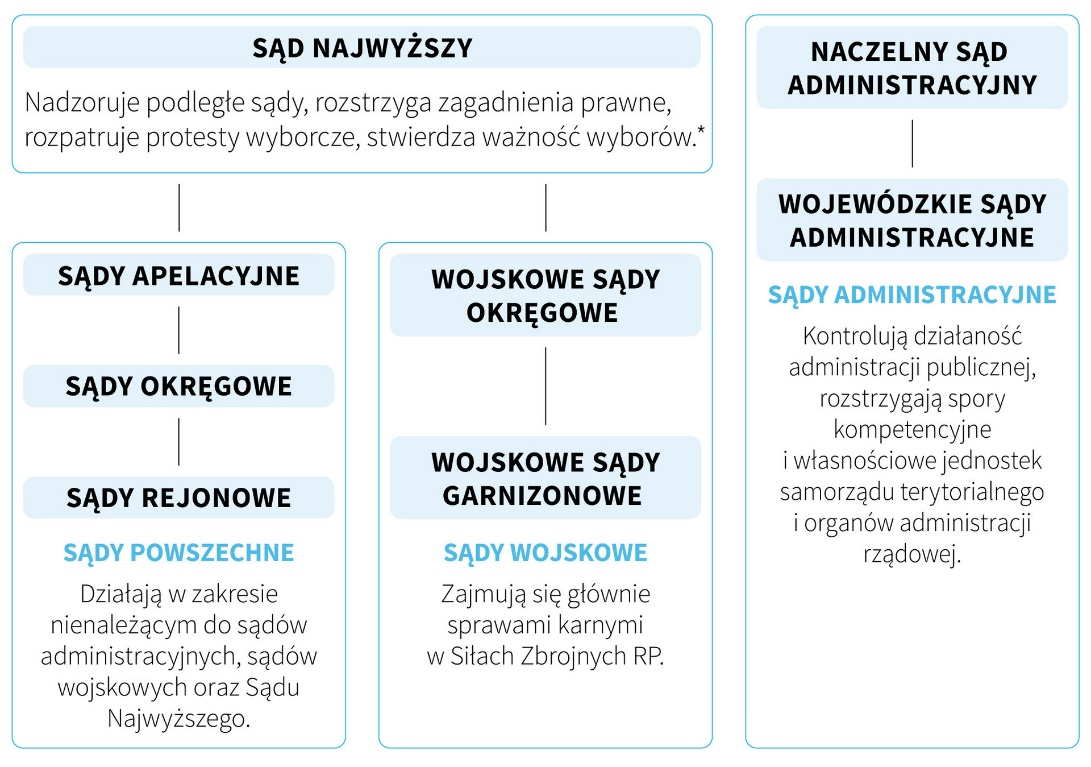 SĄD NAJWYŻSZY
Nadzoruje podległe sądy, rozstrzyga zagadnienia prawne,
rozpatruje protesty wyborcze, stwierdza ważność wyborów.*
SĄDY APELACYJNE
SĄDY OKRĘGOWE
SĄDY REJONOWE
SĄDY POWSZECHNE
Działają w zakresie
nienależącym do sądów
administracyjnych, sądów
wojskowych oraz Sądu
Najwyższego.
WOJSKOWE SĄDY
OKRĘGOWE
WOJSKOWE SĄDY
GARNIZONOWE
SĄDY WOJSKOWE
Zajmują się głównie
sprawami karnymi
w Siłach Zbrojnych RP.
NACZELNY SĄD
ADMINISTRACYJNY
WOJEWÓDZKIE SĄDY
ADMINISTRACYJNE
SĄDY ADMINISTRACYJNE
Kontrolują działaność
administracji publicznej,
rozstrzygają spory
kompetencyjne
i własnościowe jednostek
samorządu terytorialnego
i organów administracji
rządowej.